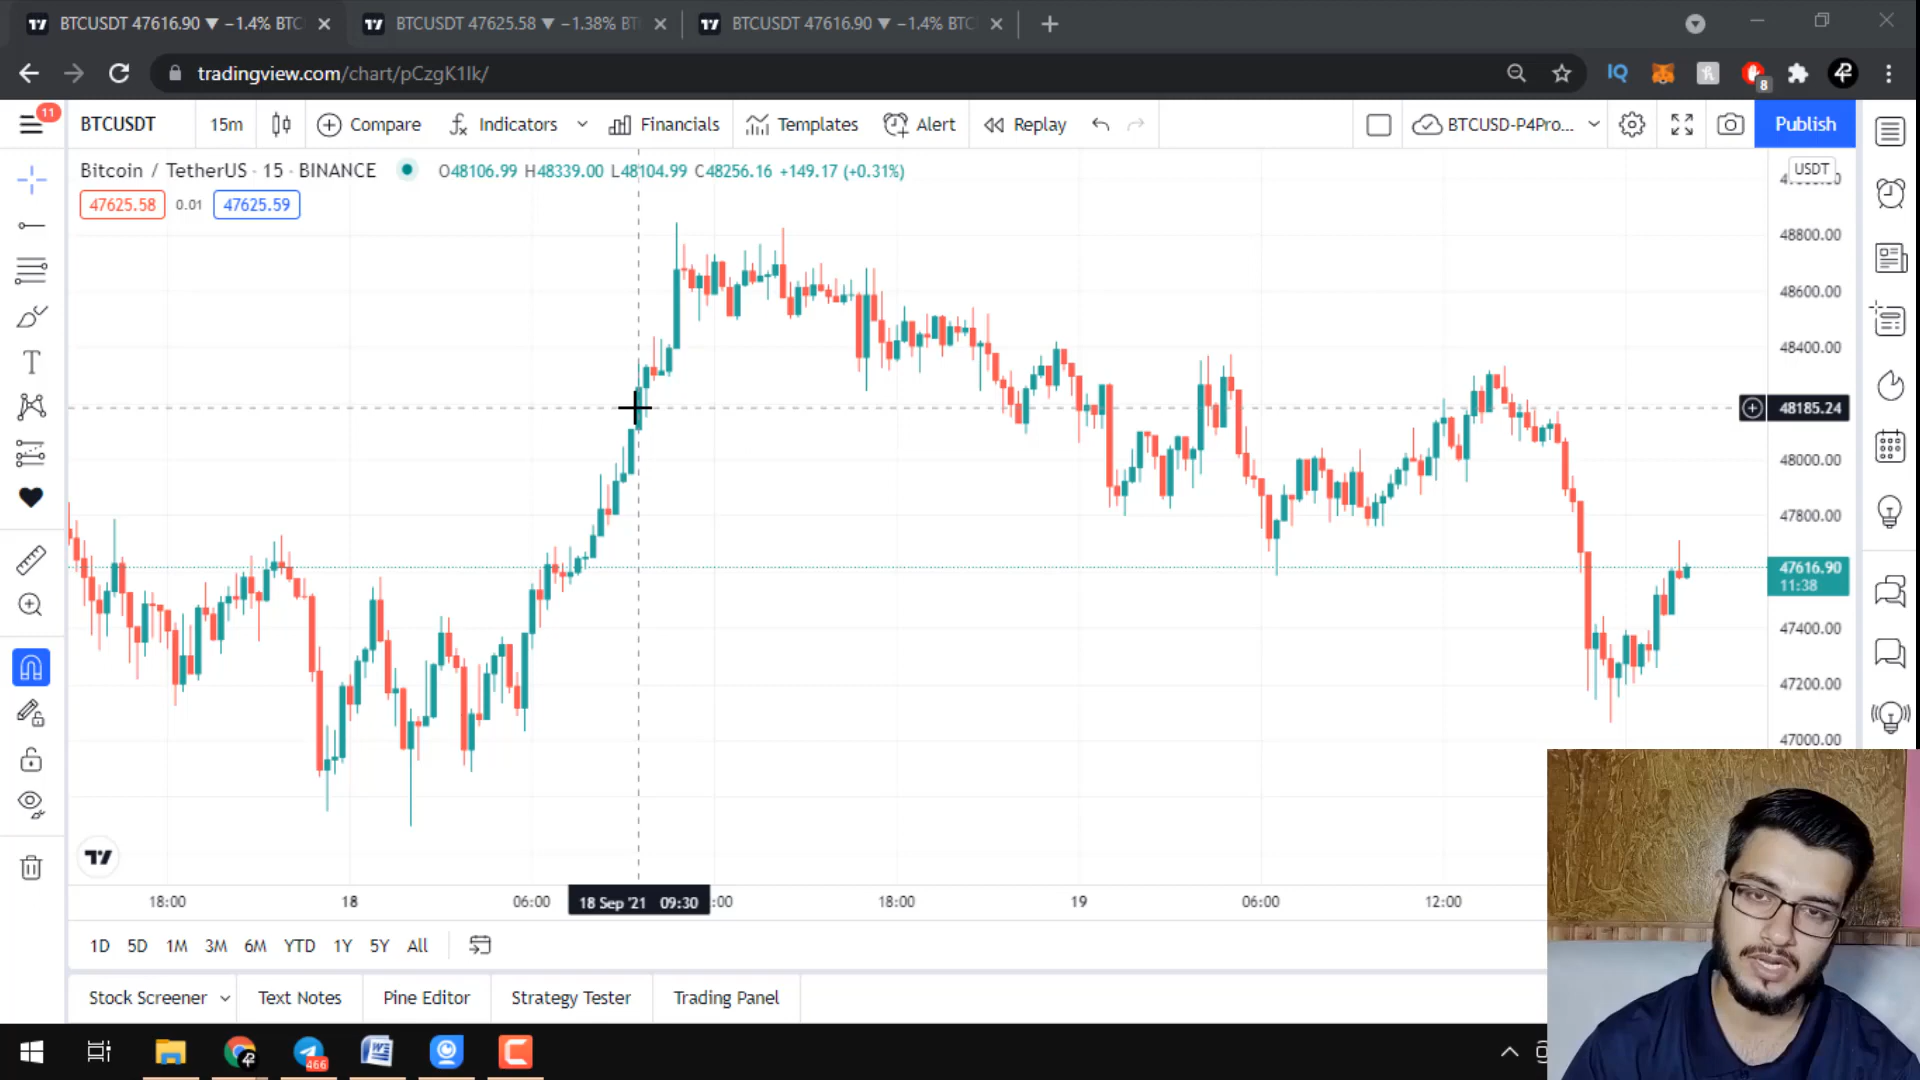 BTCUSDT 47616.90 ▼ −1.4% BTC
BTCUSDT 47625.58 ▼ −1.38%
BTCUSDT 47616.90 ▼ −1.4% BTC
tradingview.com/chart/pCzgK1Ik/
IQ
8
11
BTCUSDT
15m
Compare
Indicators
Financials
Templates
Alert
Replay
BTCUSD-P4Pro...
Publish
Bitcoin / TetherUS · 15 · BINANCE
O48106.99 H48339.00 L48104.99 C48256.16 +149.17 (+0.31%)
USDT
47625.58
0.01
47625.59
48800.00
48600.00
48400.00
48185.24
48000.00
47800.00
47616.90
11:38
47400.00
47200.00
47000.00
18:00
18
06:00
18 Sep '21 09:30
:00
18:00
19
06:00
12:00
1D
5D
1M
3M
6M
YTD
1Y
5Y
All
Stock Screener
Text Notes
Pine Editor
Strategy Tester
Trading Panel
466